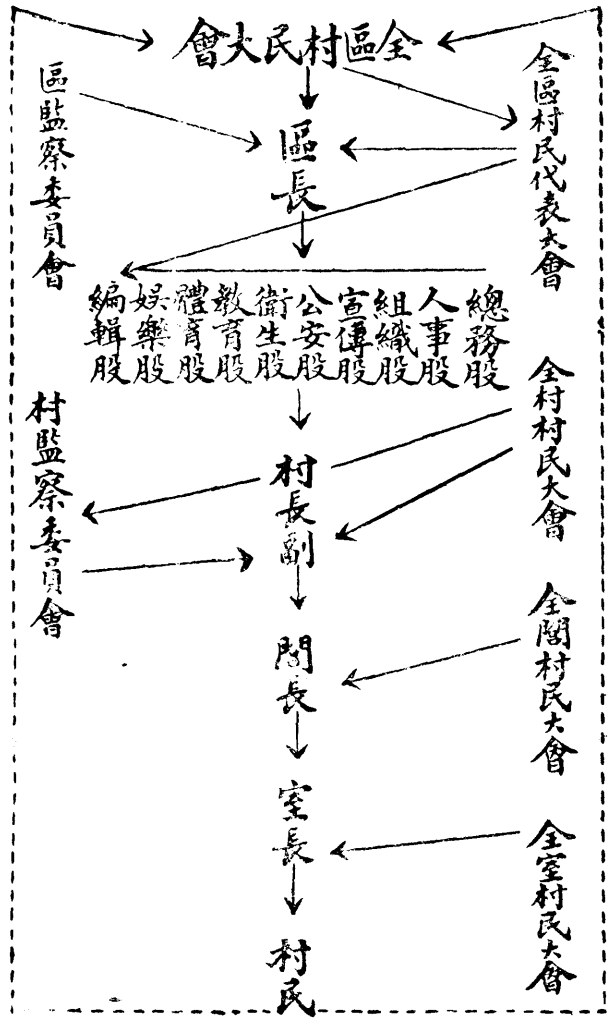 全區村民大會
全區村民代表大會
區監察委員會
區長
總務股
人事股
組織股
宣傳股
公安股
衛生股
教育股
體育股
娛樂股
編輯股
全村村民大會
村監察委員會
村長副
全閭村民大會
閭長
全室村民大會
室長
村民